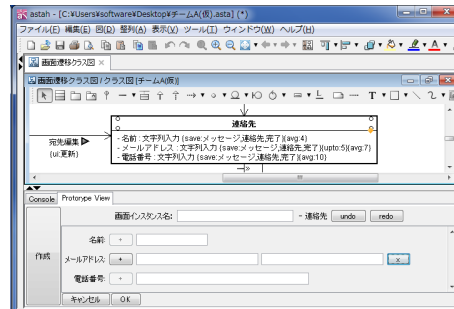 astah - [C:¥Users¥software¥Desktop¥チームA(仮).asta] (*)
ファイル(F) 編集(E) 図(D) 整列(A) 表示(V) ツール(T) ウィンドウ(W) ヘルプ(H)
画面遷移クラス図 ×
画面遷移クラス図 / クラス図 [チームA(仮)]
連絡先
- 名前 : 文字列入力 {save:メッセージ,連絡先,完了}{avg:4}
宛先編集 ▶
- メールアドレス : 文字列入力 {save:メッセージ,連絡先,完了}{upto:5}{avg:7}
{ui:更新}
- 電話番号 : 文字列入力 {save:メッセージ,連絡先,完了}{avg:10}
Console Prototype View
画面インスタンス名: - 連絡先 undo redo
名前: +
作成 メールアドレス: + x
電話番号: +
キャンセル OK